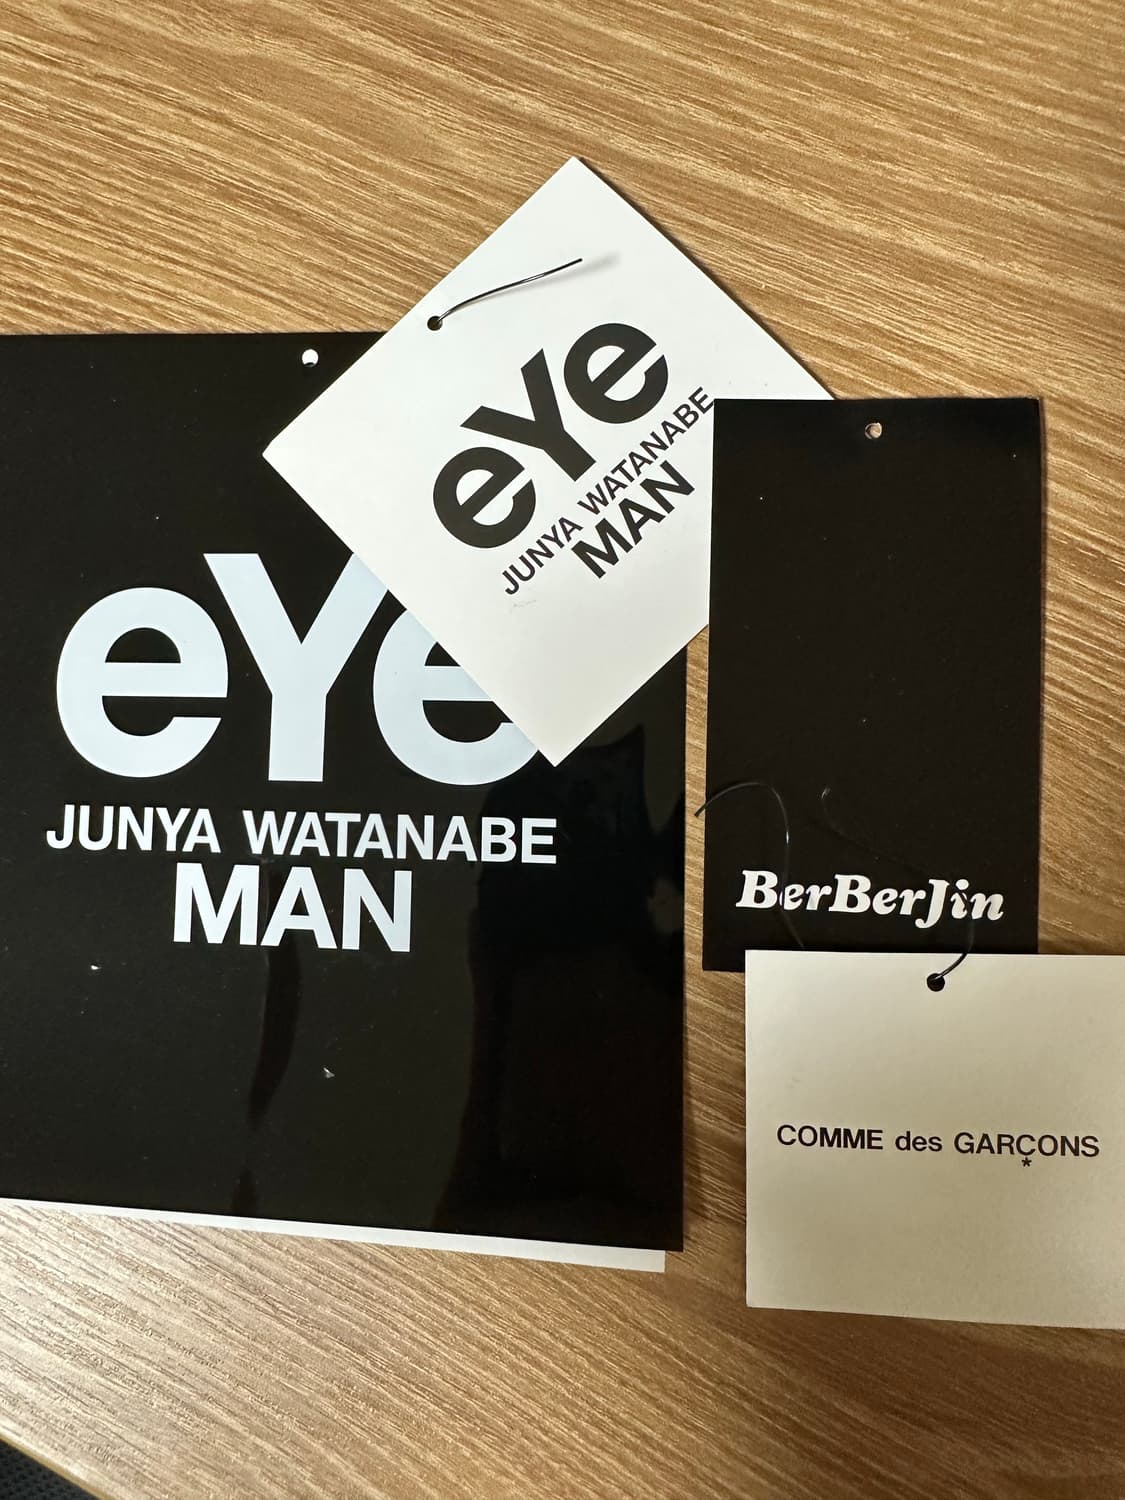 eYe
JUNYA WATANABE
MAN
eYe
JUNYA WATANABE
MAN
BerBerJin
COMME des GARÇONS
*